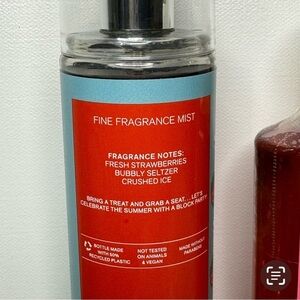 FINE FRAGRANCE MIST
FRAGRANCE NOTES:
FRESH STRAWBERRIES
BUBBLY SELTZER
CRUSHED ICE
BRING A TREAT AND GRAB A SEAT... LET'S
CELEBRATE THE SUMMER WITH A BLOCK PARTY
BOTTLE MADE
WITH 50%
RECYCLED PLASTIC
NOT TESTED
ON ANIMALS
& VEGAN
MADE WITHOUT
PARABENS